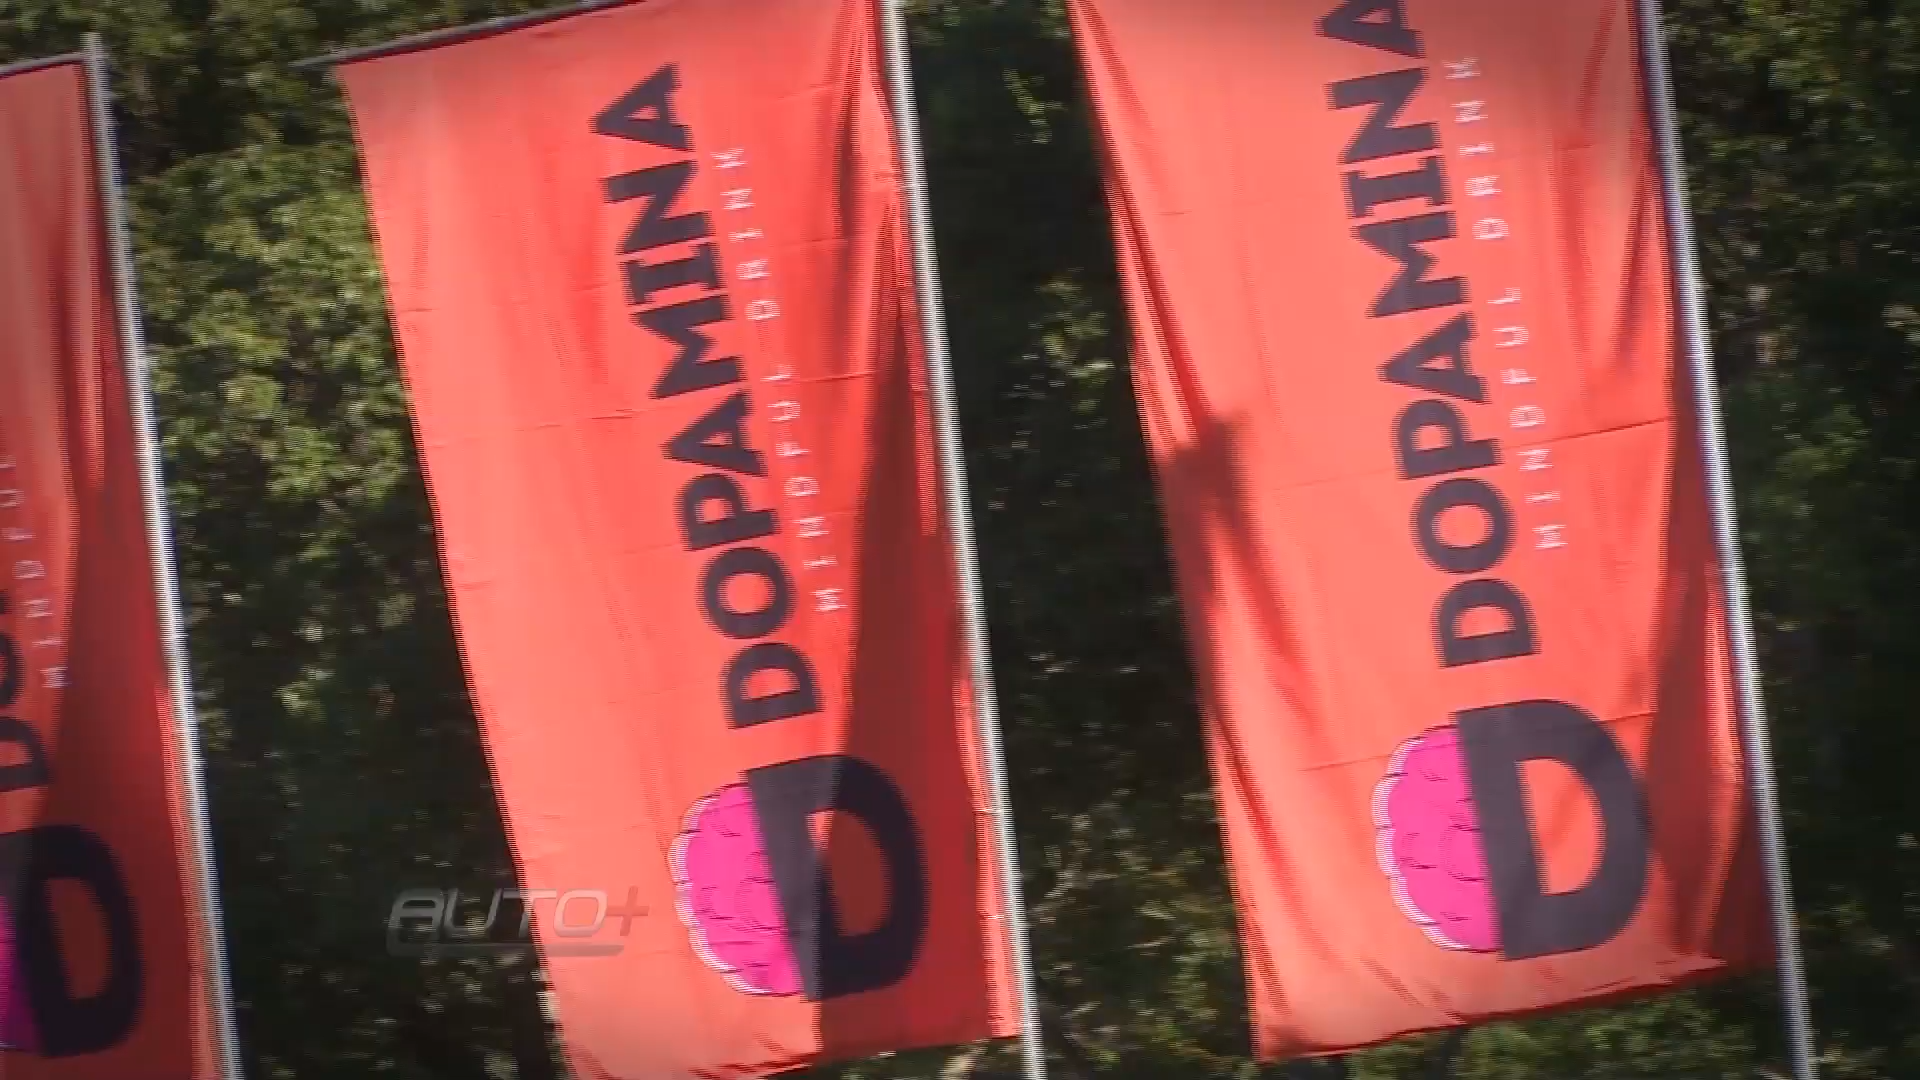 DOPAMINA
MINDFUL DRINK
D
DOPAMINA
MINDFUL DRINK
D
D
AUTO+